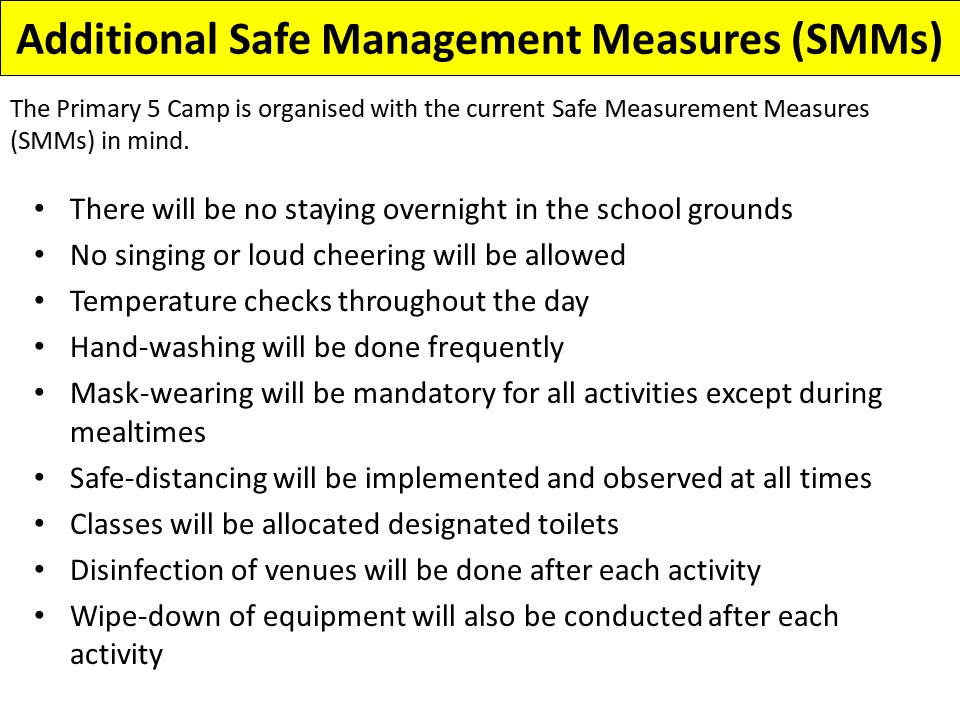 Additional Safe Management Measures (SMMs)
The Primary 5 Camp is organised with the current Safe Measurement Measures
(SMMs) in mind.
• There will be no staying overnight in the school grounds
• No singing or loud cheering will be allowed
• Temperature checks throughout the day
• Hand-washing will be done frequently
• Mask-wearing will be mandatory for all activities except during
mealtimes
• Safe-distancing will be implemented and observed at all times
• Classes will be allocated designated toilets
• Disinfection of venues will be done after each activity
• Wipe-down of equipment will also be conducted after each
activity